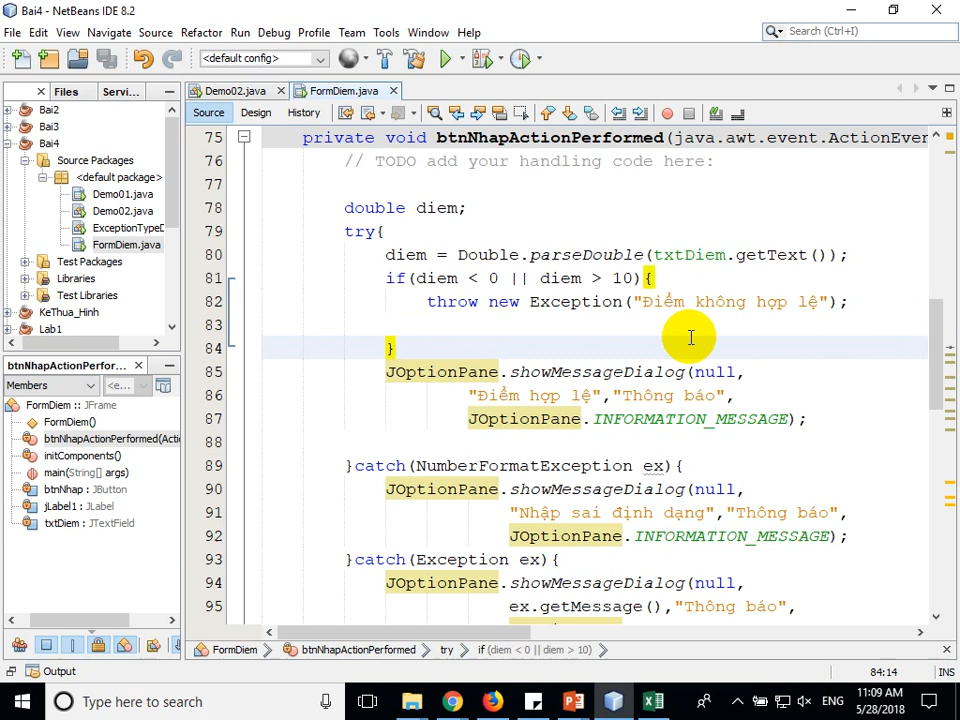 Bai4 - NetBeans IDE 8.2
File Edit View Navigate Source Refactor Run Debug Profile Team Tools Window Help
Search (Ctrl+I)
<default config>
Files Servi...
Demo02.java FormDiem.java
Source Design History
Bai2
Bai3
Bai4
Source Packages
<default package>
Demo01.java
Demo02.java
ExceptionTypeD
FormDiem.java
Test Packages
Libraries
Test Libraries
KeThua_Hinh
Lab1
btnNhapActionPerformed...
Members <e...
FormDiem :: JFrame
FormDiem()
btnNhapActionPerformed(Acti
initComponents()
main(String[] args)
btnNhap : JButton
jLabel1 : JLabel
txtDiem : JTextField
75 private void btnNhapActionPerformed(java.awt.event.ActionEven
76 // TODO add your handling code here:
77
78 double diem;
79 try{
80 diem = Double.parseDouble(txtDiem.getText());
81 if(diem < 0 || diem > 10){
82 throw new Exception("Điểm không hợp lệ");
83
84 }
85 JOptionPane.showMessageDialog(null,
86 "Điểm hợp lệ","Thông báo",
87 JOptionPane.INFORMATION_MESSAGE);
88
89 }catch(NumberFormatException ex){
90 JOptionPane.showMessageDialog(null,
91 "Nhập sai định dạng","Thông báo",
92 JOptionPane.INFORMATION_MESSAGE);
93 }catch(Exception ex){
94 JOptionPane.showMessageDialog(null,
95 ex.getMessage(),"Thông báo",
FormDiem btnNhapActionPerformed try if (diem < 0 || diem > 10)
Output
84:14 INS
Type here to search
ENG
11:09 AM
5/28/2018